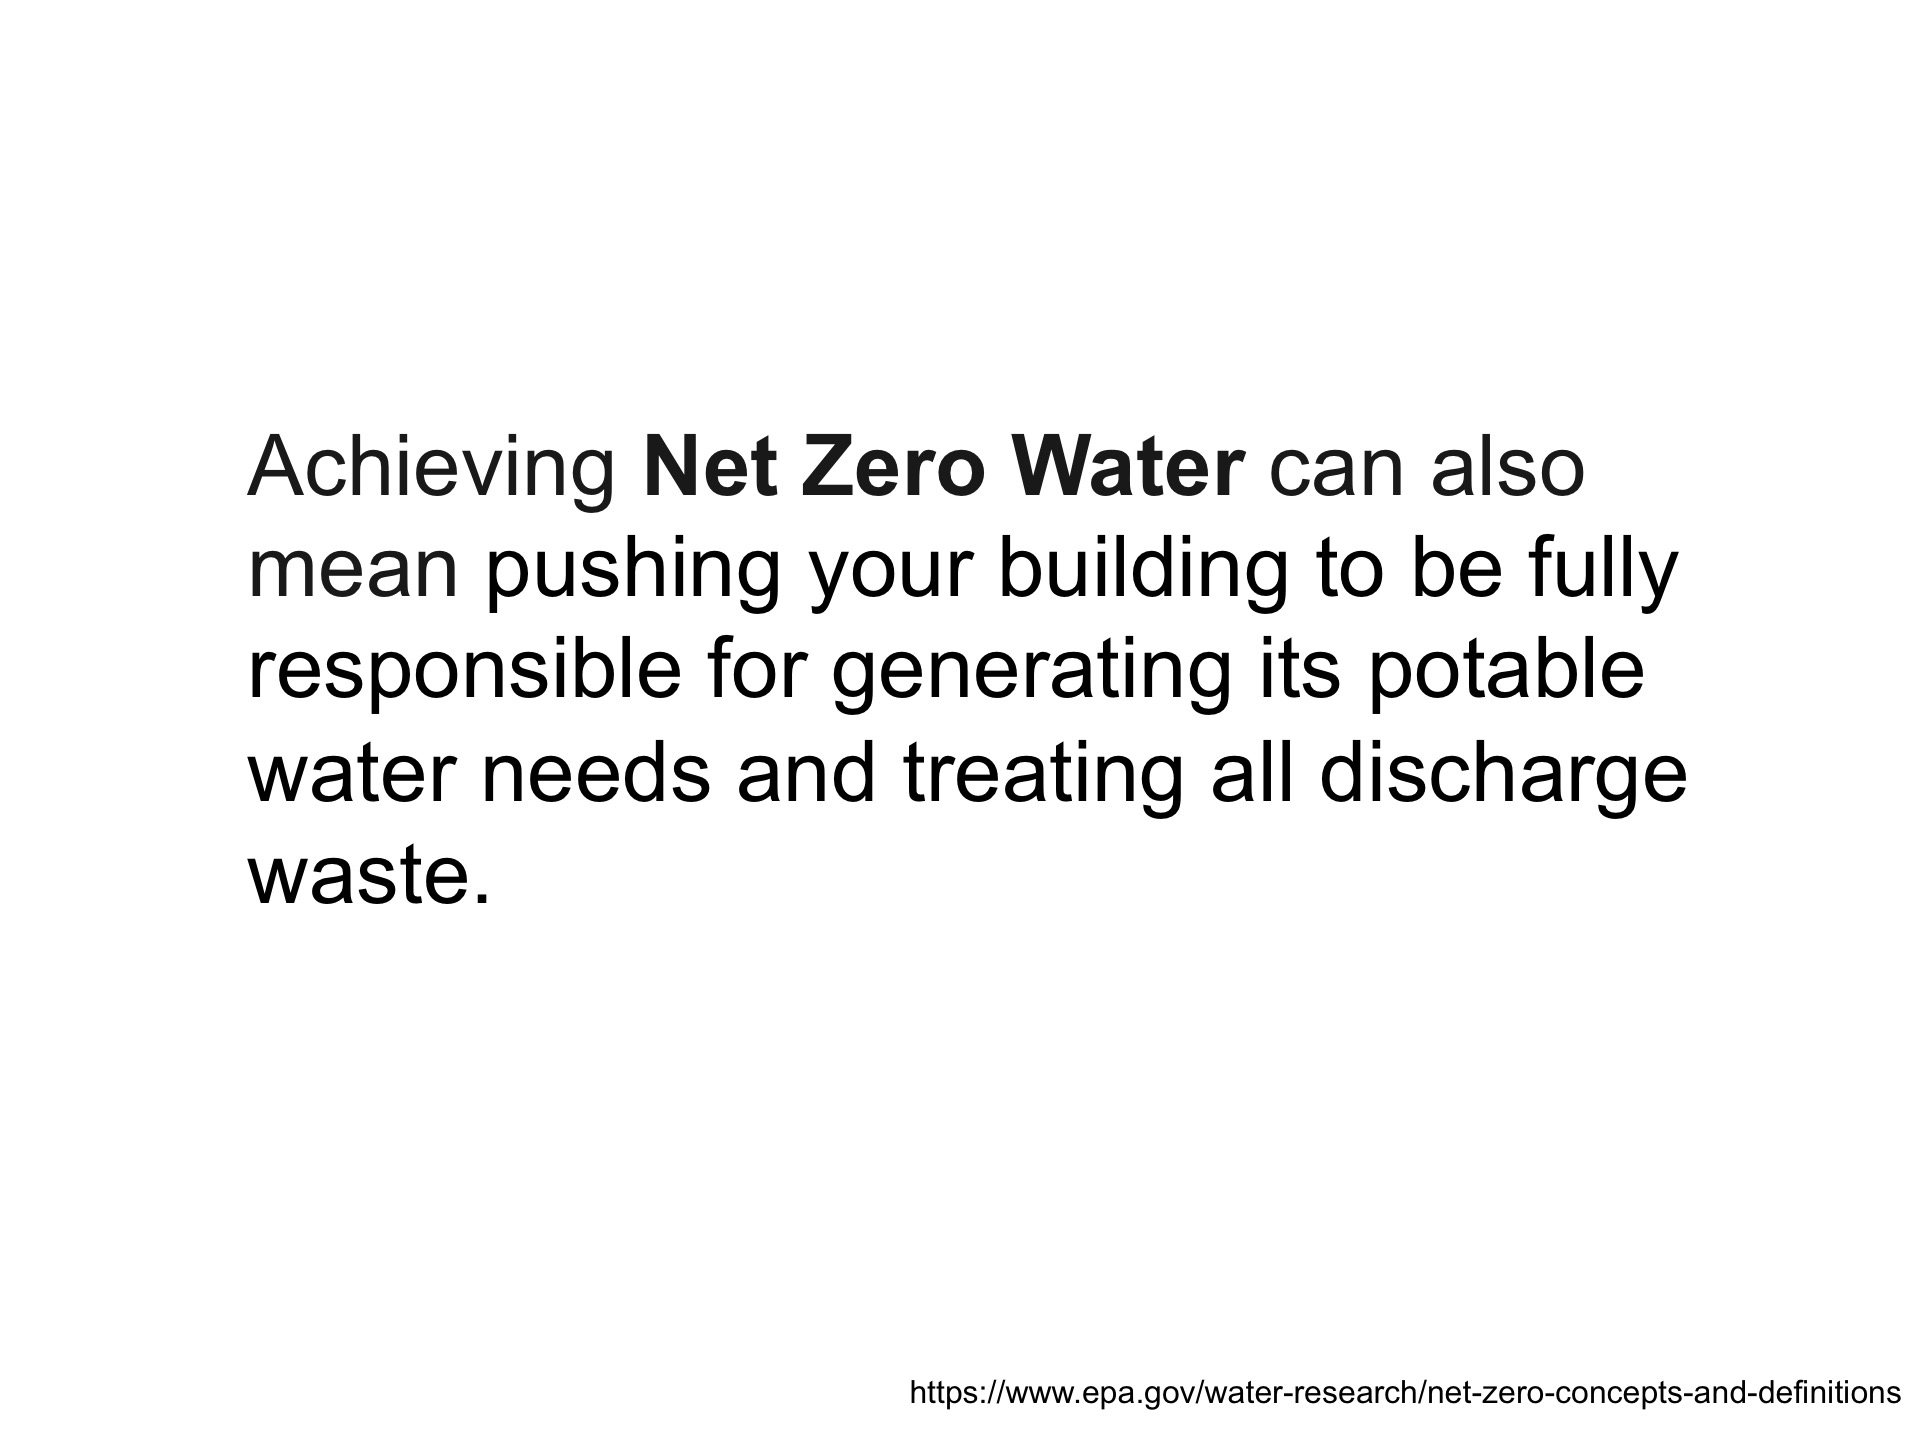 Achieving Net Zero Water can also
mean pushing your building to be fully
responsible for generating its potable
water needs and treating all discharge
waste.
https://www.epa.gov/water-research/net-zero-concepts-and-definitions